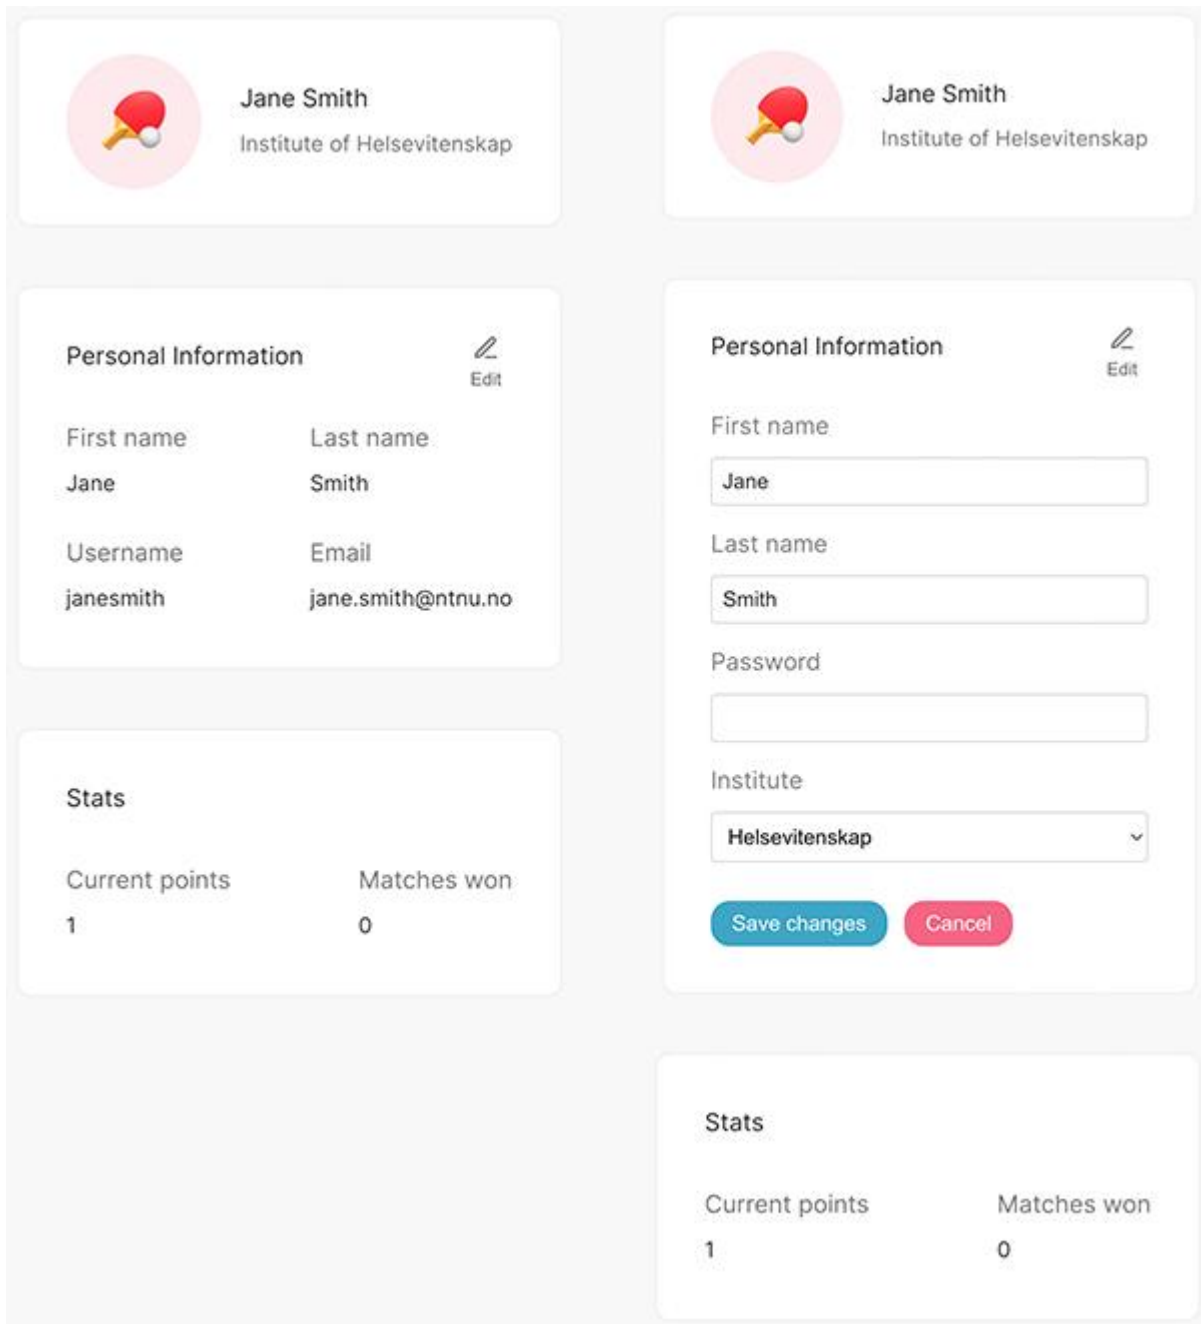 Jane Smith
Institute of Helsevitenskap
Personal Information
Edit
First name Last name
Jane Smith
Username Email
janesmith jane.smith@ntnu.no
Stats
Current points Matches won
1 0
Jane Smith
Institute of Helsevitenskap
Personal Information
Edit
First name
Jane
Last name
Smith
Password
Institute
Helsevitenskap
Save changes Cancel
Stats
Current points Matches won
1 0